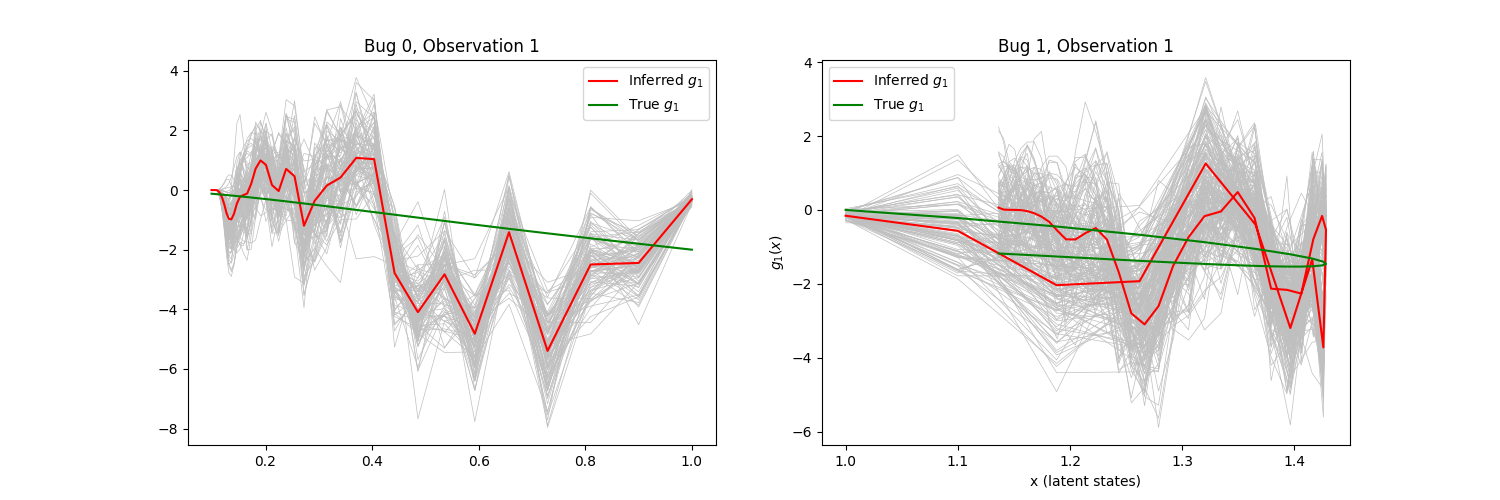 Bug 0, Observation 1
Inferred g₁
True g₁
4
2
0
−2
−4
−6
−8
0.2
0.4
0.6
0.8
1.0
Bug 1, Observation 1
Inferred g₁
True g₁
g₁(x)
4
2
0
−2
−4
−6
1.0
1.1
1.2
1.3
1.4
x (latent states)